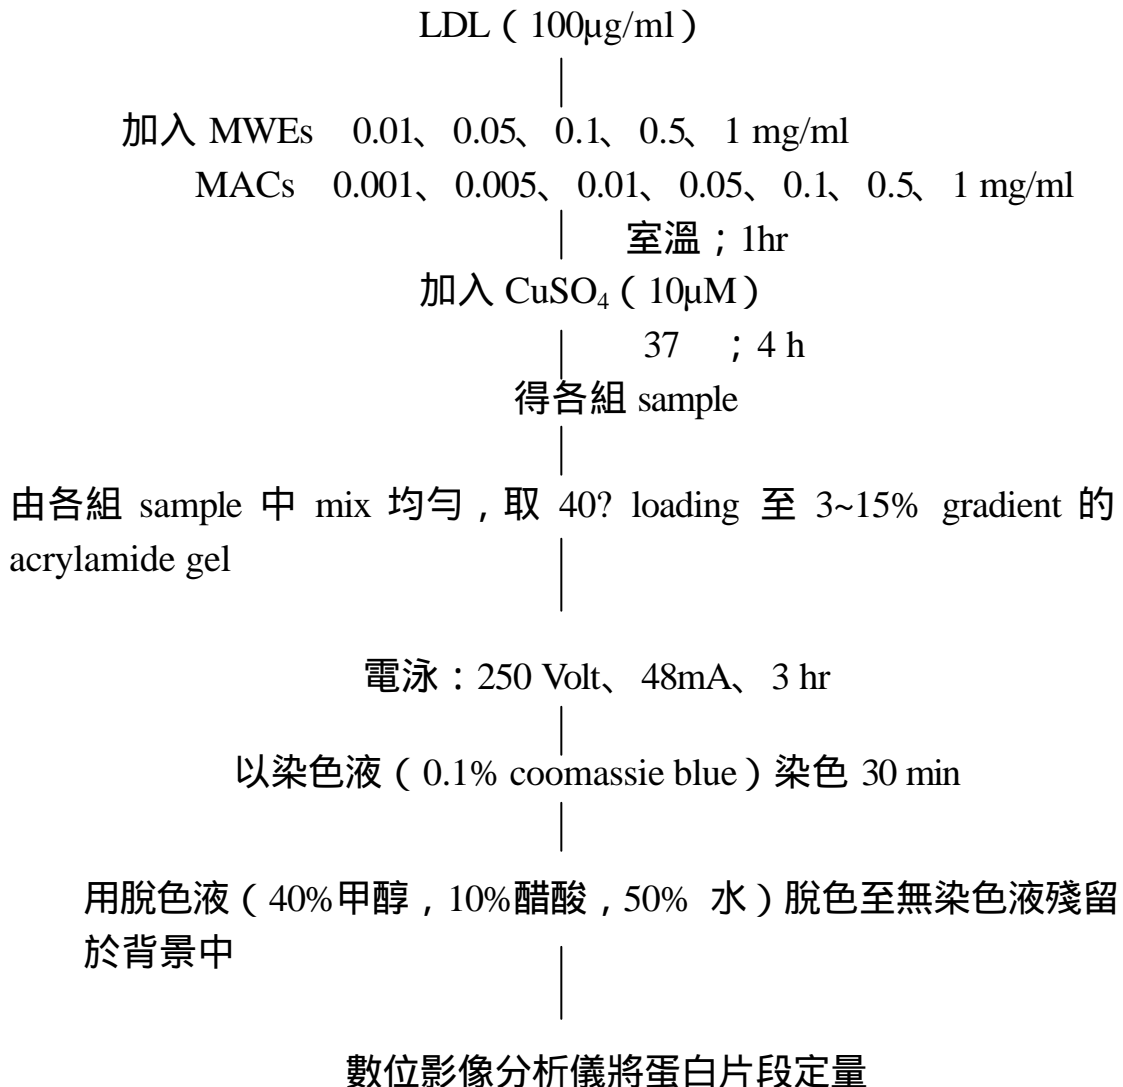 LDL（100μg/ml）
加入 MWEs 0.01、0.05、0.1、0.5、1 mg/ml
MACs 0.001、0.005、0.01、0.05、0.1、0.5、1 mg/ml
室溫；1hr
加入 CuSO₄（10μM）
37 ；4 h
得各組 sample
由各組 sample 中 mix 均勻，取 40? loading 至 3~15% gradient 的
acrylamide gel
電泳：250 Volt、48mA、3 hr
以染色液（0.1% coomassie blue）染色 30 min
用脫色液（40%甲醇，10%醋酸，50% 水）脫色至無染色液殘留
於背景中
數位影像分析儀將蛋白片段定量